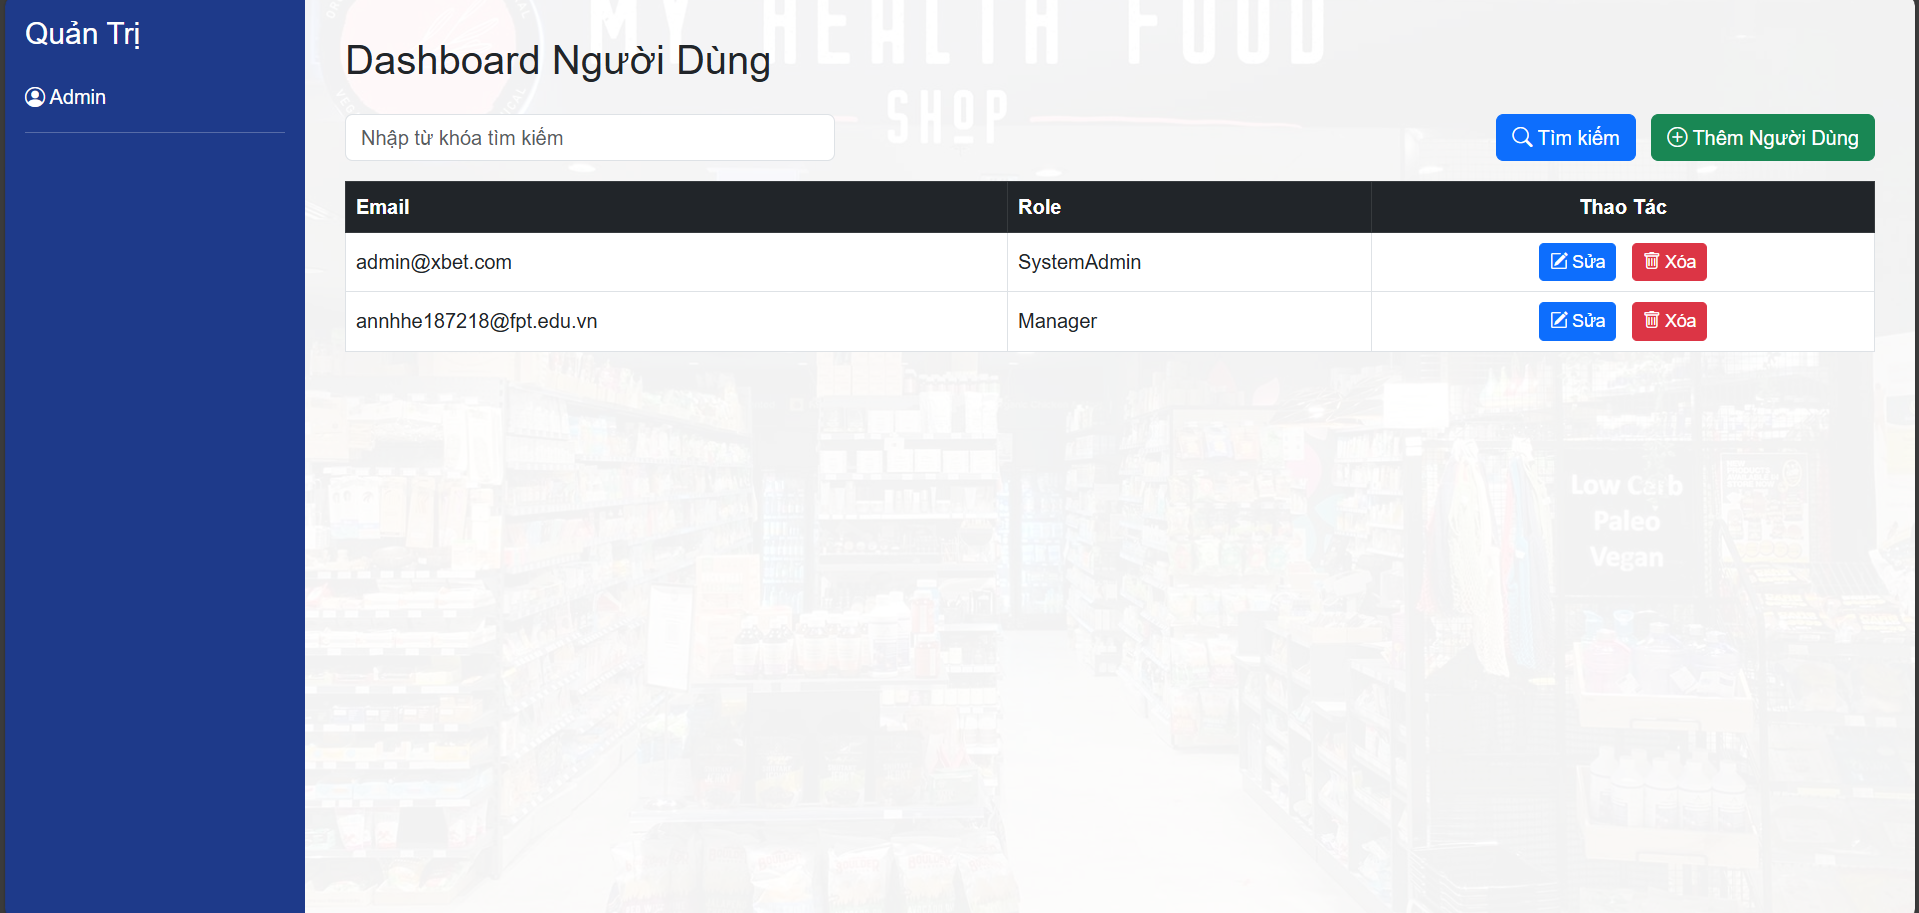 Quản Trị
Admin
MY HEALTH FOOD
SHOP
Dashboard Người Dùng
Nhập từ khóa tìm kiếm
Tìm kiếm
Thêm Người Dùng
Email Role Thao Tác
admin@xbet.com SystemAdmin Sửa Xóa
annhhe187218@fpt.edu.vn Manager Sửa Xóa
Low Carb
Paleo
Vegan